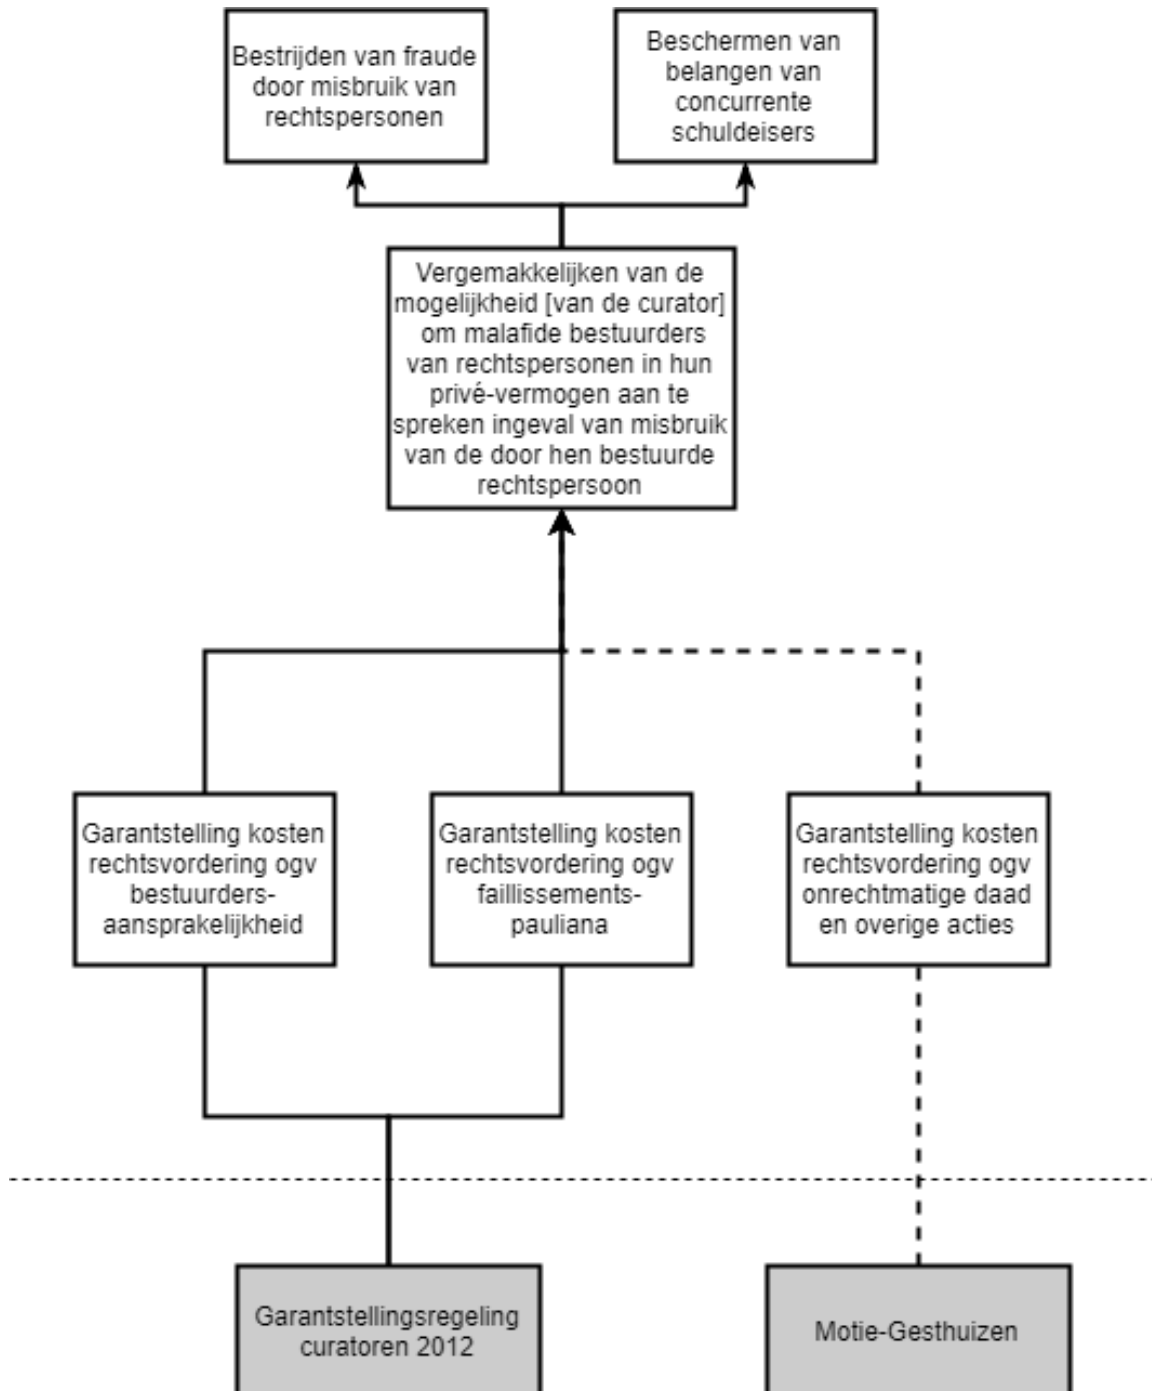 Bestrijden van fraude
door misbruik van
rechtspersonen
Beschermen van
belangen van
concurrente
schuldeisers
Vergemakkelijken van de
mogelijkheid [van de curator]
om malafide bestuurders
van rechtspersonen in hun
privé-vermogen aan te
spreken ingeval van misbruik
van de door hen bestuurde
rechtspersoon
Garantstelling kosten
rechtsvordering ogv
bestuurders-
aansprakelijkheid
Garantstelling kosten
rechtsvordering ogv
faillissements-
pauliana
Garantstelling kosten
rechtsvordering ogv
onrechtmatige daad
en overige acties
Garantstellingsregeling
curatoren 2012
Motie-Gesthuizen